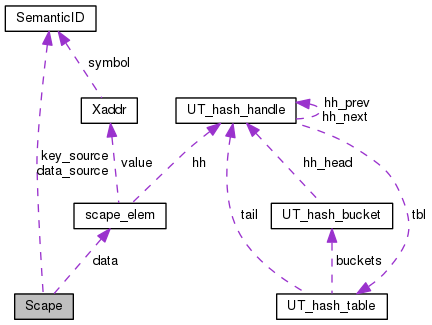 SemanticID
symbol
Xaddr
UT_hash_handle
hh_prev
hh_next
key_source
data_source
value
hh
hh_head
scape_elem
tail
UT_hash_bucket
tbl
data
buckets
Scape
UT_hash_table